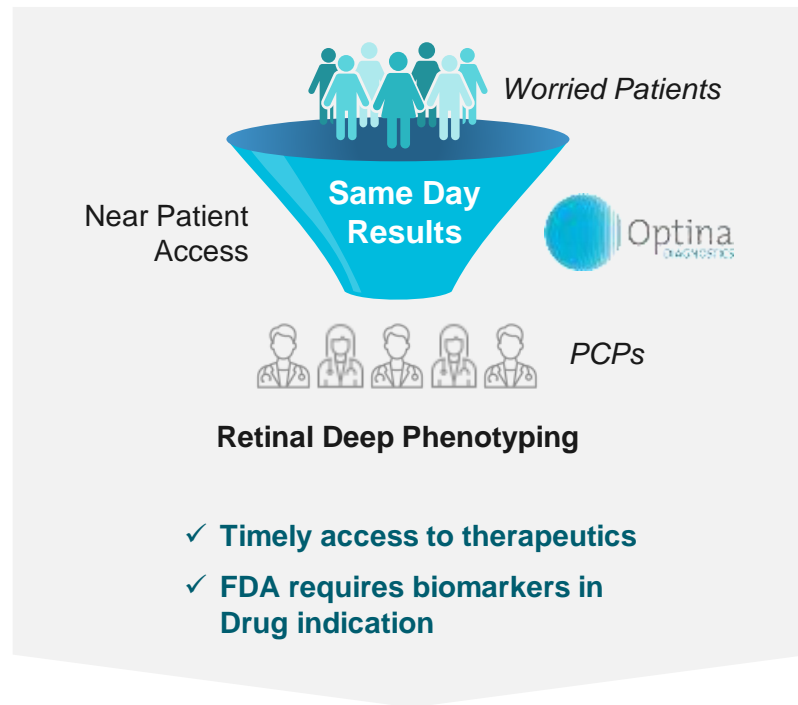 Worried Patients
Same Day
Results
Near Patient
Access
Optina
DIAGNOSTICS
PCPs
Retinal Deep Phenotyping
✓ Timely access to therapeutics
✓ FDA requires biomarkers in
Drug indication